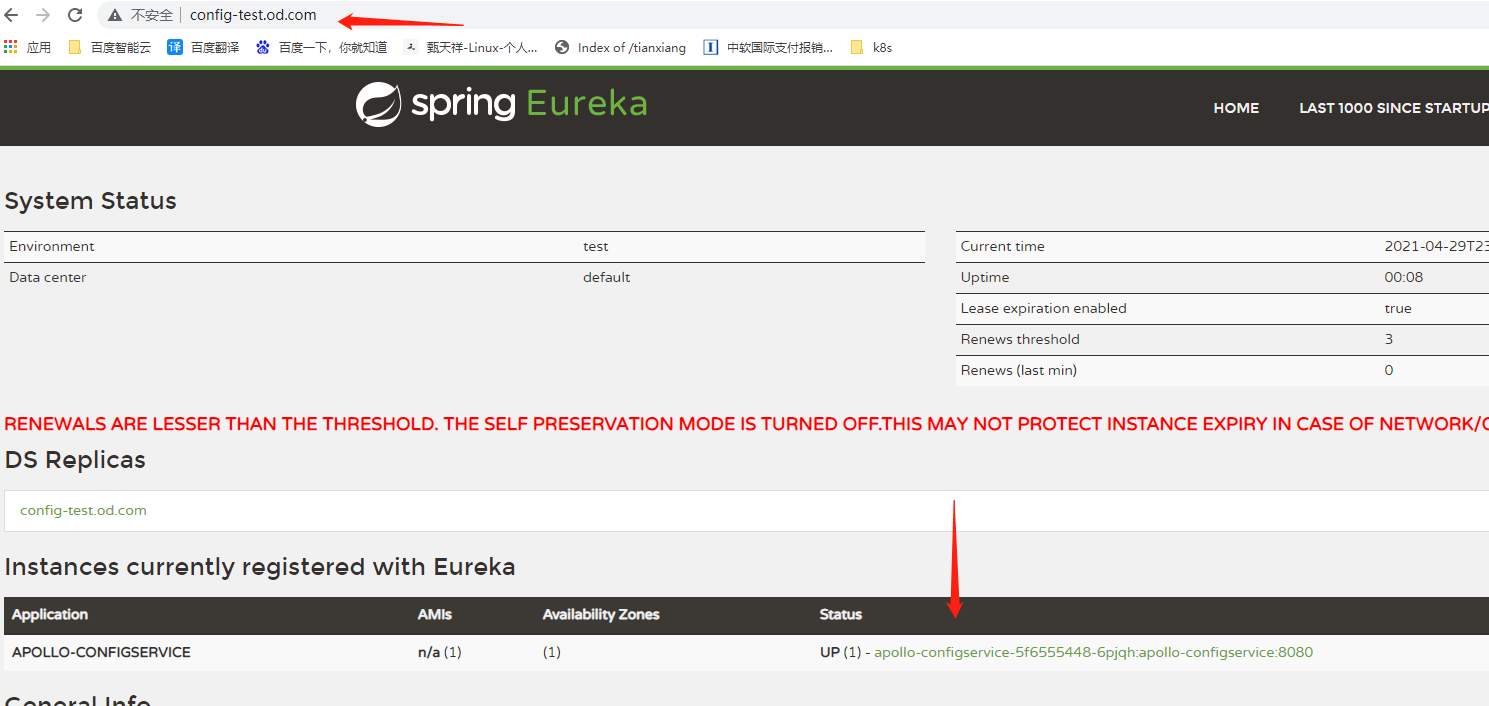 不安全 config-test.od.com
应用 百度智能云 译 百度翻译 百度一下，你就知道 甄天祥-Linux-个人... Index of /tianxiang 中软国际支付报销... k8s
spring Eureka HOME LAST 1000 SINCE STARTUP
System Status
Environment test Current time 2021-04-29T23
Data center default Uptime 00:08
Lease expiration enabled true
Renews threshold 3
Renews (last min) 0
RENEWALS ARE LESSER THAN THE THRESHOLD. THE SELF PRESERVATION MODE IS TURNED OFF.THIS MAY NOT PROTECT INSTANCE EXPIRY IN CASE OF NETWORK/
DS Replicas
config-test.od.com
Instances currently registered with Eureka
Application AMIs Availability Zones Status
APOLLO-CONFIGSERVICE n/a (1) (1) UP (1) - apollo-configservice-5f6555448-6pjqh:apollo-configservice:8080
General Info